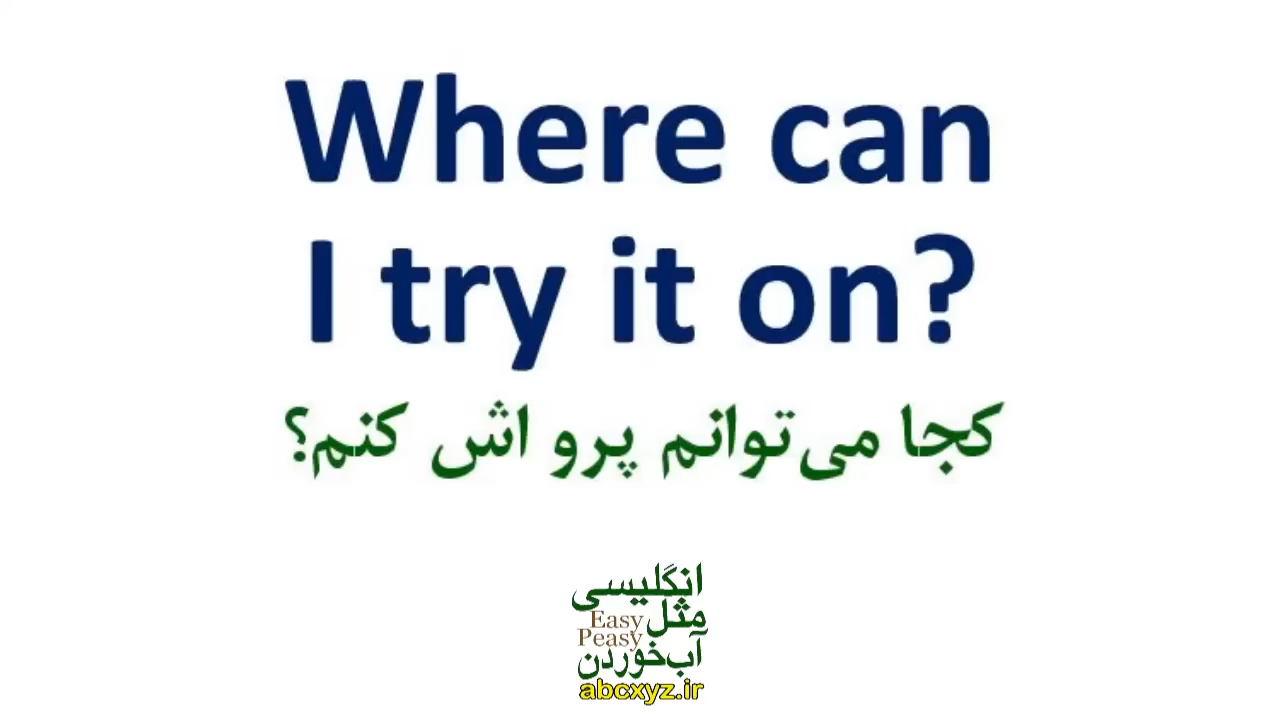 Where can
I try it on?
کجا می‌توانم پرو اش کنم؟
انگلیسی
مثل
Easy
Peasy
آب‌خوردن
abcxyz.ir